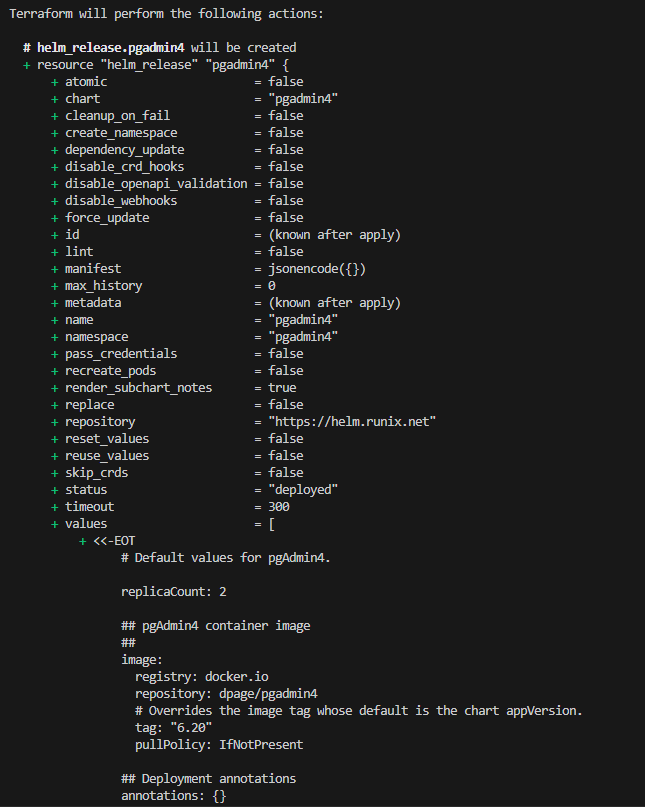 Terraform will perform the following actions:
# helm_release.pgadmin4 will be created
+ resource "helm_release" "pgadmin4" {
+ atomic = false
+ chart = "pgadmin4"
+ cleanup_on_fail = false
+ create_namespace = false
+ dependency_update = false
+ disable_crd_hooks = false
+ disable_openapi_validation = false
+ disable_webhooks = false
+ force_update = false
+ id = (known after apply)
+ lint = false
+ manifest = jsonencode({})
+ max_history = 0
+ metadata = (known after apply)
+ name = "pgadmin4"
+ namespace = "pgadmin4"
+ pass_credentials = false
+ recreate_pods = false
+ render_subchart_notes = true
+ replace = false
+ repository = "https://helm.runix.net"
+ reset_values = false
+ reuse_values = false
+ skip_crds = false
+ status = "deployed"
+ timeout = 300
+ values = [
+ <<-EOT
# Default values for pgAdmin4.
replicaCount: 2
## pgAdmin4 container image
##
image:
registry: docker.io
repository: dpage/pgadmin4
# Overrides the image tag whose default is the chart appVersion.
tag: "6.20"
pullPolicy: IfNotPresent
## Deployment annotations
annotations: {}